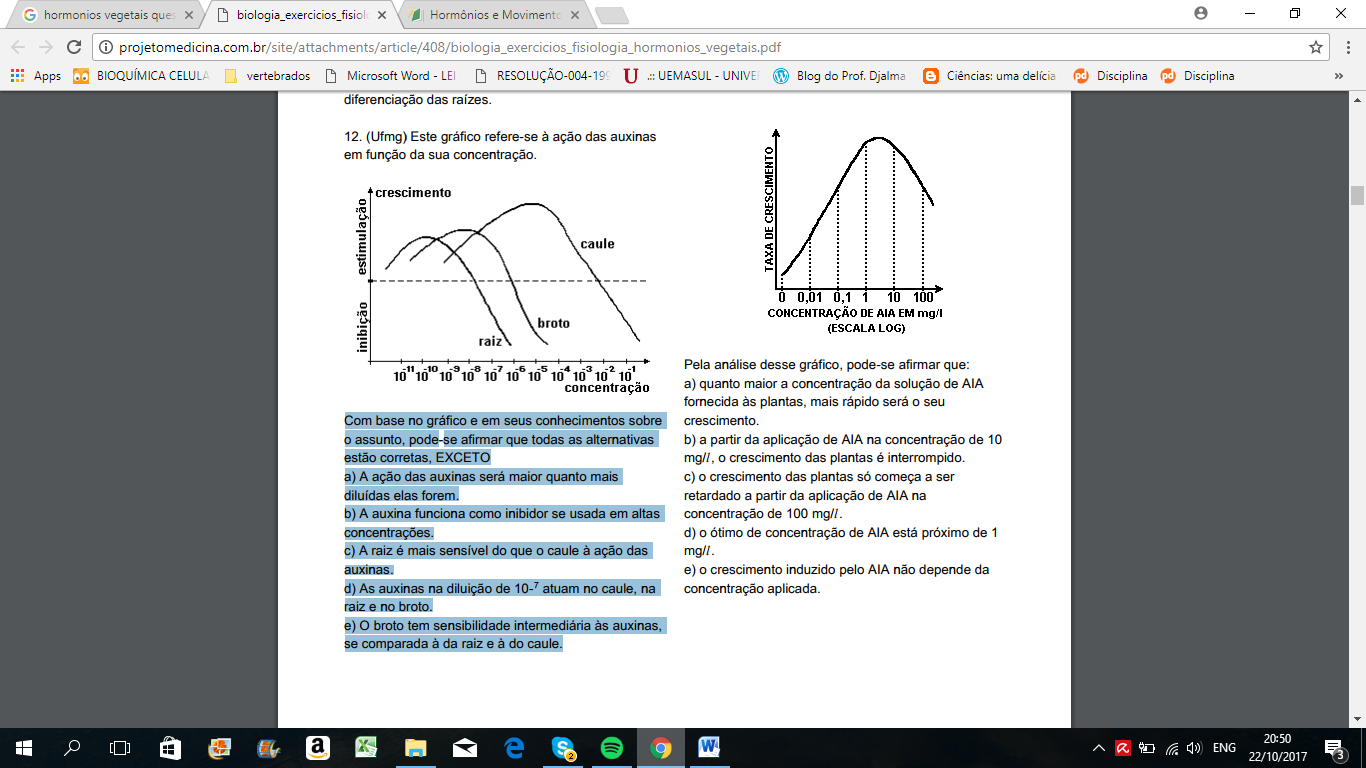 hormonios vegetais ques
biologia_exercicios_fisiolo
Hormônios e Movimento
projetomedicina.com.br/site/attachments/article/408/biologia_exercicios_fisiologia_hormonios_vegetais.pdf
Apps
BIOQUÍMICA CELULA
vertebrados
Microsoft Word - LEI
RESOLUÇÃO-004-199
.:: UEMASUL - UNIVE
Blog do Prof. Djalma
Ciências: uma delícia
Disciplina
Disciplina
»
diferenciação das raízes.
12. (Ufmg) Este gráfico refere-se à ação das auxinas
em função da sua concentração.
crescimento
estimulação
inibição
caule
broto
raiz
10-11 10-10 10-9 10-8 10-7 10-6 10-5 10-4 10-3 10-2 10-1
concentração
Com base no gráfico e em seus conhecimentos sobre
o assunto, pode-se afirmar que todas as alternativas
estão corretas, EXCETO
a) A ação das auxinas será maior quanto mais
diluídas elas forem.
b) A auxina funciona como inibidor se usada em altas
concentrações.
c) A raiz é mais sensível do que o caule à ação das
auxinas.
d) As auxinas na diluição de 10-7 atuam no caule, na
raiz e no broto.
e) O broto tem sensibilidade intermediária às auxinas,
se comparada à da raiz e à do caule.
TAXA DE CRESCIMENTO
0 0,01 0,1 1 10 100
CONCENTRAÇÃO DE AIA EM mg/l
(ESCALA LOG)
Pela análise desse gráfico, pode-se afirmar que:
a) quanto maior a concentração da solução de AIA
fornecida às plantas, mais rápido será o seu
crescimento.
b) a partir da aplicação de AIA na concentração de 10
mg/l, o crescimento das plantas é interrompido.
c) o crescimento das plantas só começa a ser
retardado a partir da aplicação de AIA na
concentração de 100 mg/l.
d) o ótimo de concentração de AIA está próximo de 1
mg/l.
e) o crescimento induzido pelo AIA não depende da
concentração aplicada.
ENG
20:50
22/10/2017
3
2